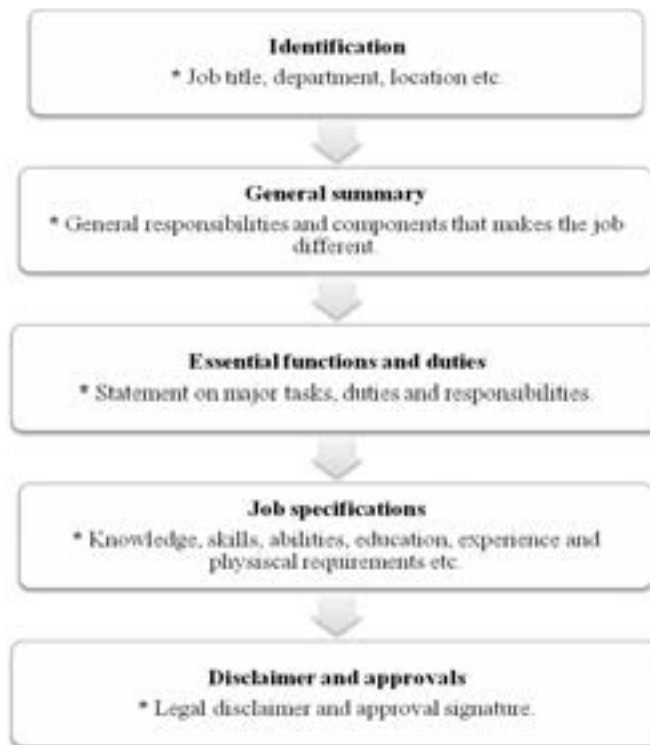 Identification
* Job title, department, location etc.
General summary
* General responsibilities and components that makes the job
different.
Essential functions and duties
* Statement on major tasks, duties and responsibilities.
Job specifications
* Knowledge, skills, abilities, education, experience and
physiscal requirements etc.
Disclaimer and approvals
* Legal disclaimer and approval signature.